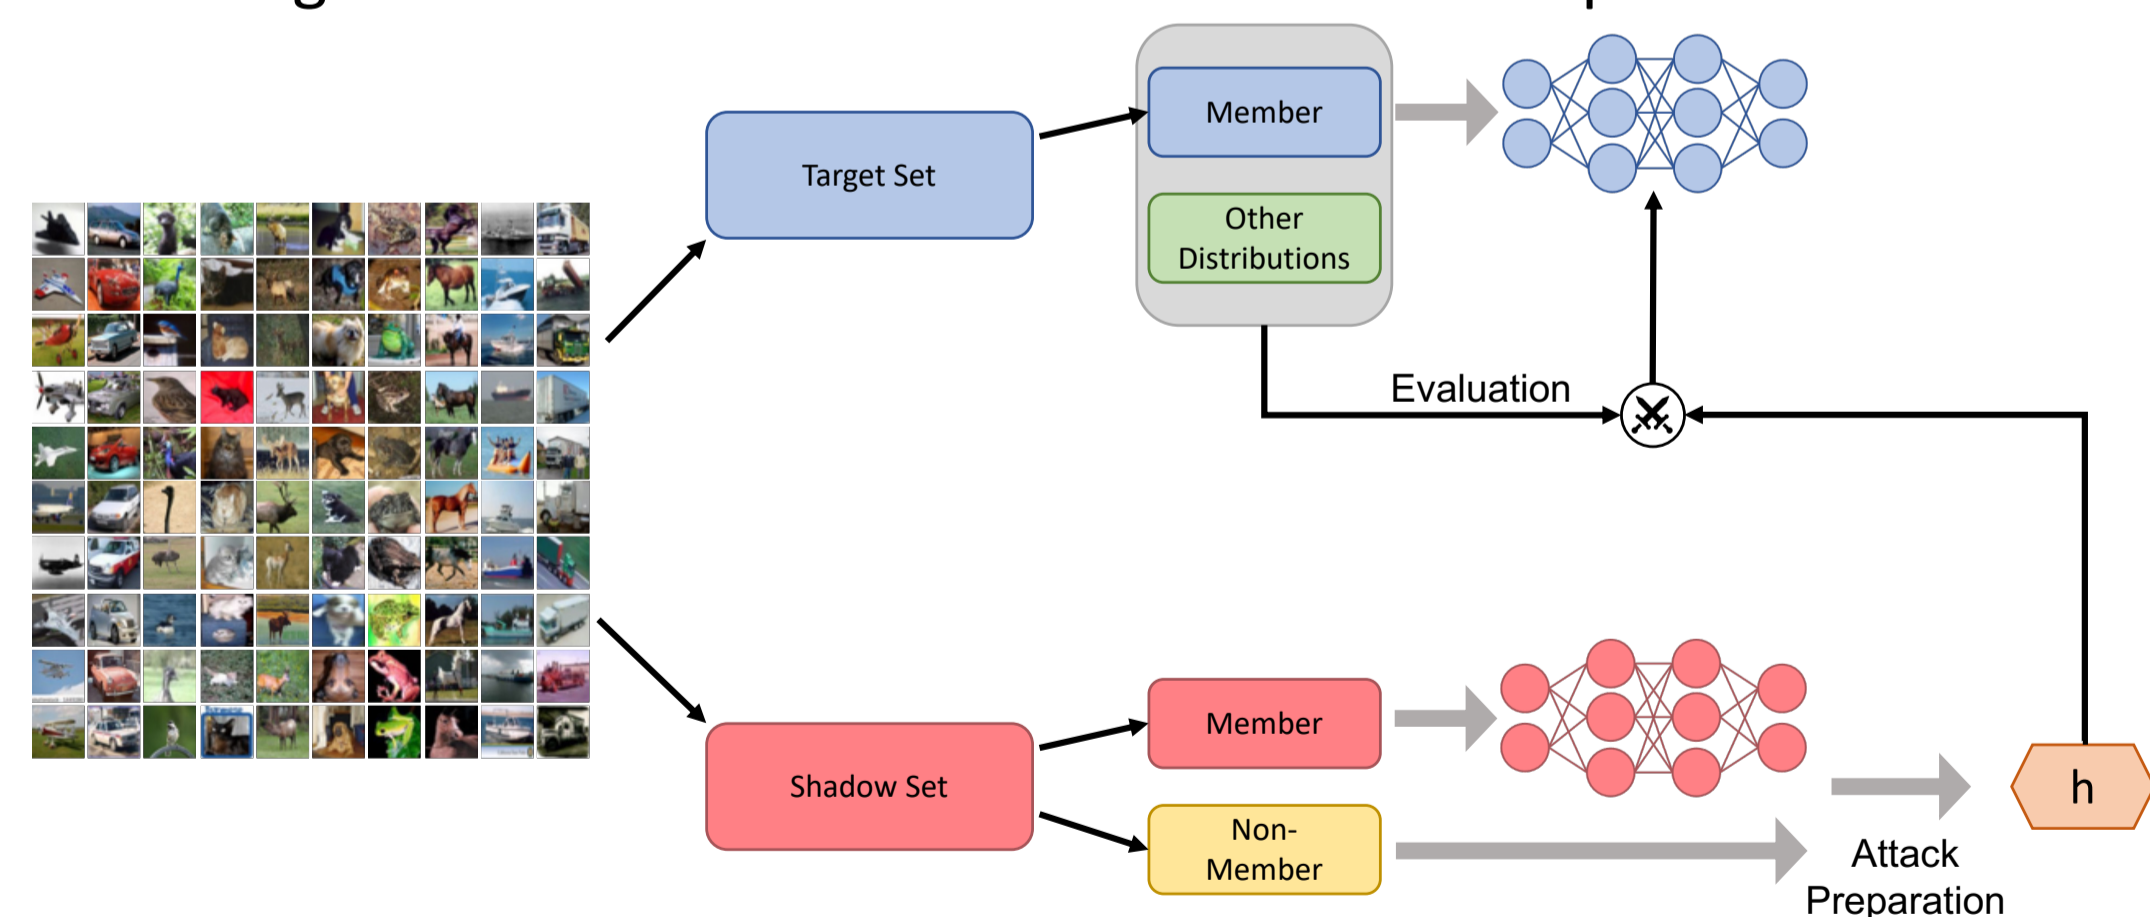 Target Set
Member
Other
Distributions
Evaluation
Shadow Set
Member
Non-
Member
Attack
Preparation
h